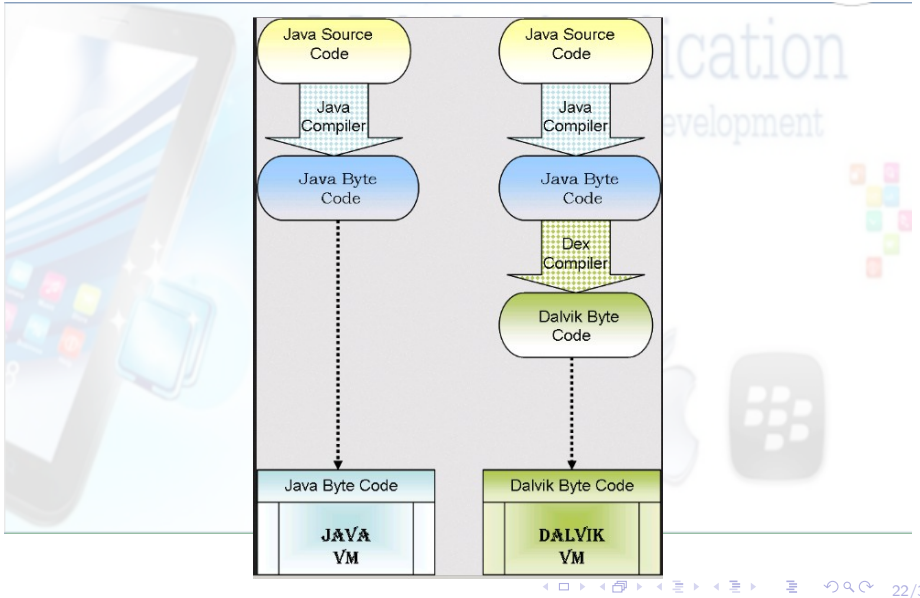 Java Source
Code
Java
Compiler
Java Byte
Code
Java Byte Code
JAVA
VM
Java Source
Code
Java
Compiler
Java Byte
Code
Dex
Compiler
Dalvik Byte
Code
Dalvik Byte Code
DALVIK
VM
ication
evelopment
22/